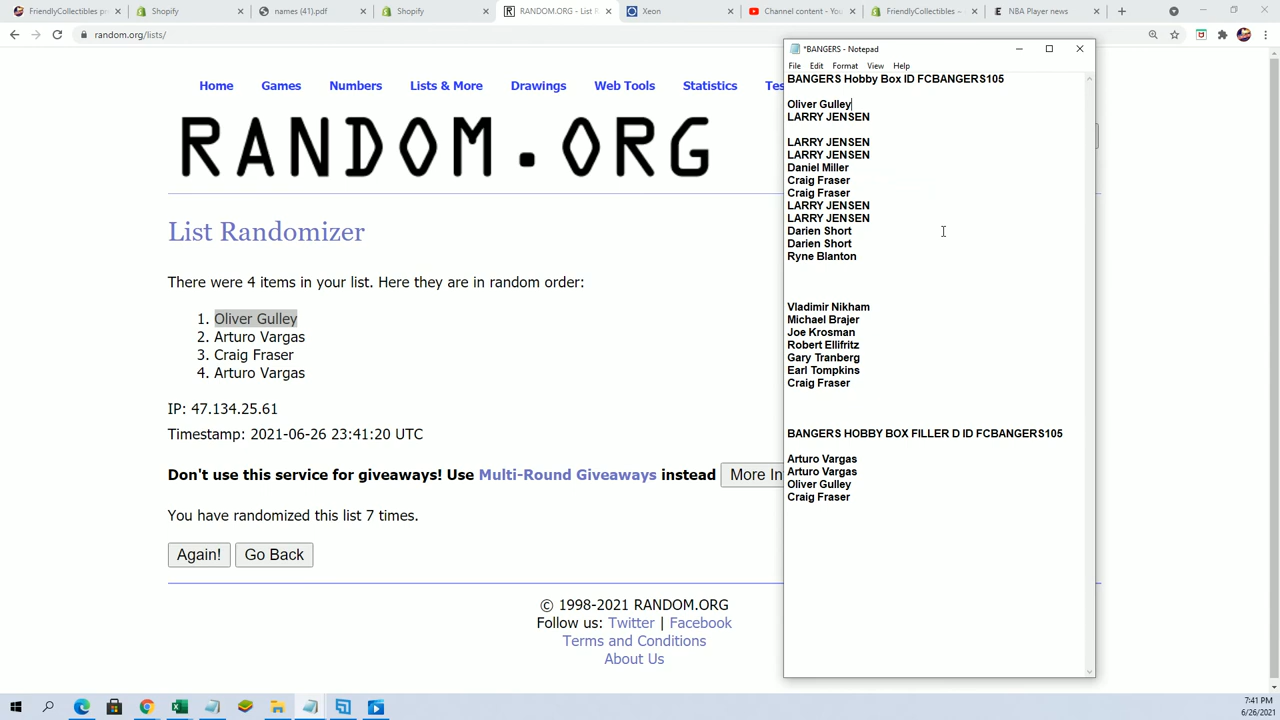 FriendlyCollectibles pr
Shopify
names (41).pdf
Shopify
RANDOM.ORG - List R
Xeon
Channel content - Yo
FriendlyCollectibles –
NBA Player news
random.org/lists/
Home
Games
Numbers
Lists & More
Drawings
Web Tools
Statistics
Tes
RANDOM.ORG
List Randomizer
There were 4 items in your list. Here they are in random order:
1. Oliver Gulley
2. Arturo Vargas
3. Craig Fraser
4. Arturo Vargas
IP: 47.134.25.61
Timestamp: 2021-06-26 23:41:20 UTC
Don't use this service for giveaways! Use Multi-Round Giveaways instead
More In
You have randomized this list 7 times.
Again!
Go Back
© 1998-2021 RANDOM.ORG
Follow us: Twitter | Facebook
Terms and Conditions
About Us
*BANGERS - Notepad
File Edit Format View Help
BANGERS Hobby Box ID FCBANGERS105
Oliver Gulley
LARRY JENSEN
LARRY JENSEN
LARRY JENSEN
Daniel Miller
Craig Fraser
Craig Fraser
LARRY JENSEN
LARRY JENSEN
Darien Short
Darien Short
Ryne Blanton
Vladimir Nikham
Michael Brajer
Joe Krosman
Robert Ellifritz
Gary Tranberg
Earl Tompkins
Craig Fraser
BANGERS HOBBY BOX FILLER D ID FCBANGERS105
Arturo Vargas
Arturo Vargas
Oliver Gulley
Craig Fraser
7:41 PM
6/26/2021